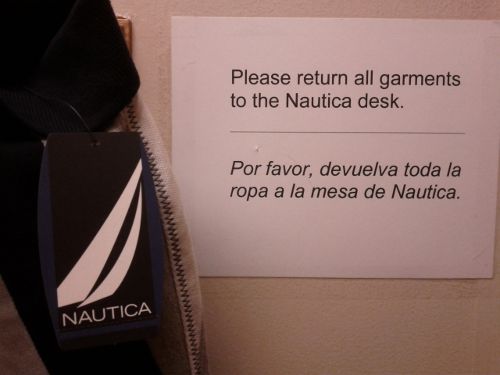 Please return all garments
to the Nautica desk.
Por favor, devuelva toda la
ropa a la mesa de Nautica.
NAUTICA